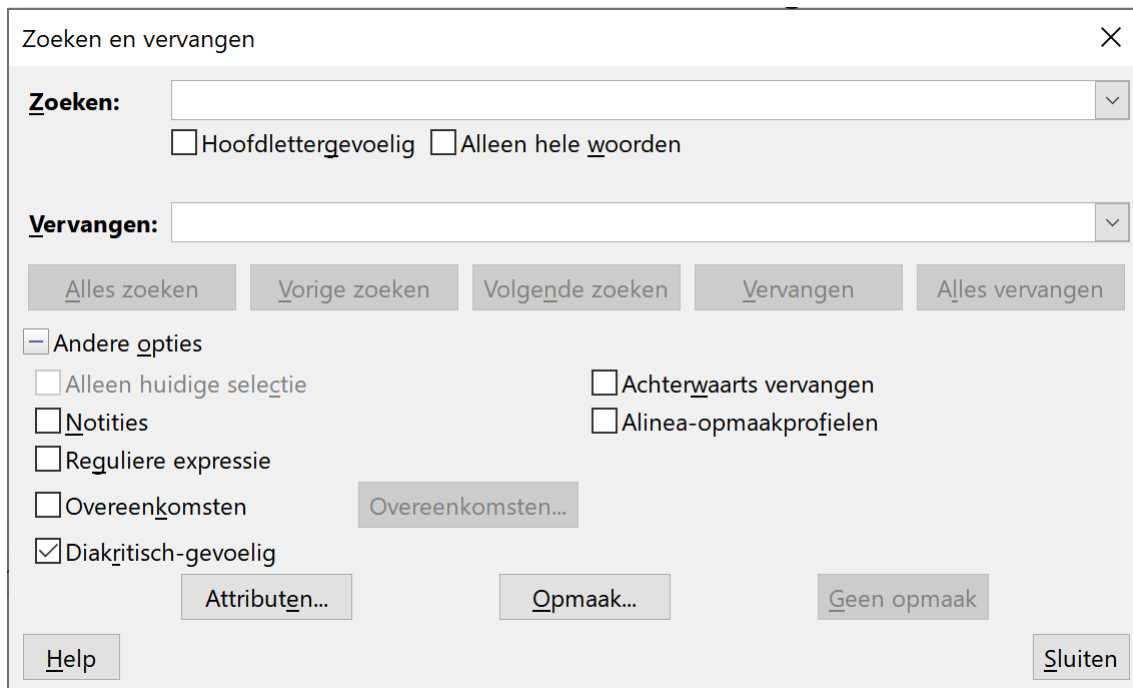 Zoeken en vervangen
Zoeken:
Hoofdlettergevoelig Alleen hele woorden
Vervangen:
Alles zoeken Vorige zoeken Volgende zoeken Vervangen Alles vervangen
Andere opties
Alleen huidige selectie Achterwaarts vervangen
Notities Alinea-opmaakprofielen
Reguliere expressie
Overeenkomsten Overeenkomsten...
Diakritisch-gevoelig
Attributen... Opmaak... Geen opmaak
Help Sluiten